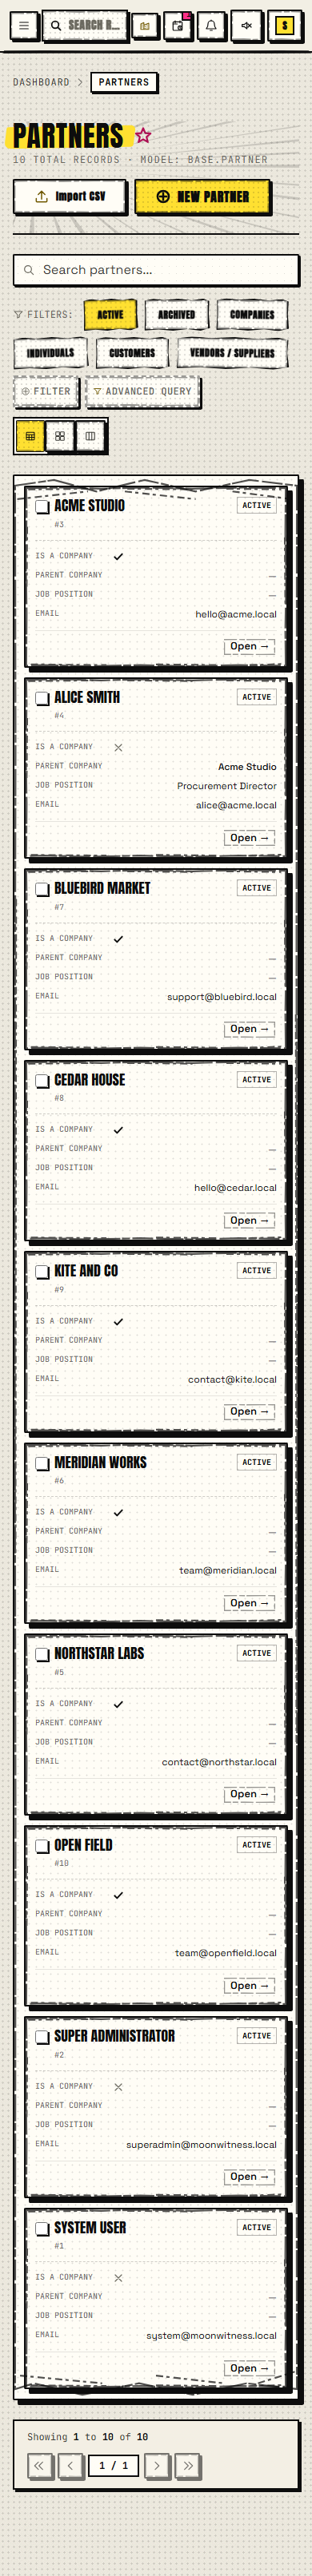 SEARCH R...
$
DASHBOARD > PARTNERS
PARTNERS
10 TOTAL RECORDS · MODEL: BASE.PARTNER
Import CSV
NEW PARTNER
Search partners...
FILTERS: ACTIVE ARCHIVED COMPANIES
INDIVIDUALS CUSTOMERS VENDORS / SUPPLIERS
FILTER ADVANCED QUERY
ACME STUDIO ACTIVE
#3
IS A COMPANY ✓
PARENT COMPANY —
JOB POSITION —
EMAIL hello@acme.local
Open →
ALICE SMITH ACTIVE
#4
IS A COMPANY ✕
PARENT COMPANY Acme Studio
JOB POSITION Procurement Director
EMAIL alice@acme.local
Open →
BLUEBIRD MARKET ACTIVE
#7
IS A COMPANY ✓
PARENT COMPANY —
JOB POSITION —
EMAIL support@bluebird.local
Open →
CEDAR HOUSE ACTIVE
#8
IS A COMPANY ✓
PARENT COMPANY —
JOB POSITION —
EMAIL hello@cedar.local
Open →
KITE AND CO ACTIVE
#9
IS A COMPANY ✓
PARENT COMPANY —
JOB POSITION —
EMAIL contact@kite.local
Open →
MERIDIAN WORKS ACTIVE
#6
IS A COMPANY ✓
PARENT COMPANY —
JOB POSITION —
EMAIL team@meridian.local
Open →
NORTHSTAR LABS ACTIVE
#5
IS A COMPANY ✓
PARENT COMPANY —
JOB POSITION —
EMAIL contact@northstar.local
Open →
OPEN FIELD ACTIVE
#10
IS A COMPANY ✓
PARENT COMPANY —
JOB POSITION —
EMAIL team@openfield.local
Open →
SUPER ADMINISTRATOR ACTIVE
#2
IS A COMPANY ✕
PARENT COMPANY —
JOB POSITION —
EMAIL superadmin@moonwitness.local
Open →
SYSTEM USER ACTIVE
#1
IS A COMPANY ✕
PARENT COMPANY —
JOB POSITION —
EMAIL system@moonwitness.local
Open →
Showing 1 to 10 of 10
« ‹ 1 / 1 › »